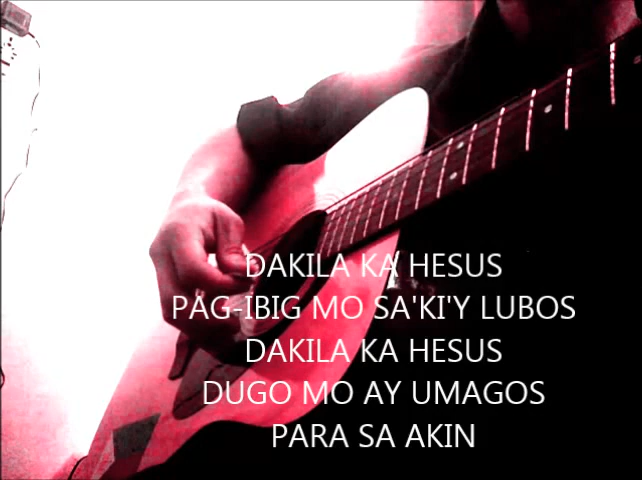 DAKILA KA HESUS
PAG-IBIG MO SA'KI'Y LUBOS
DAKILA KA HESUS
DUGO MO AY UMAGOS
PARA SA AKIN